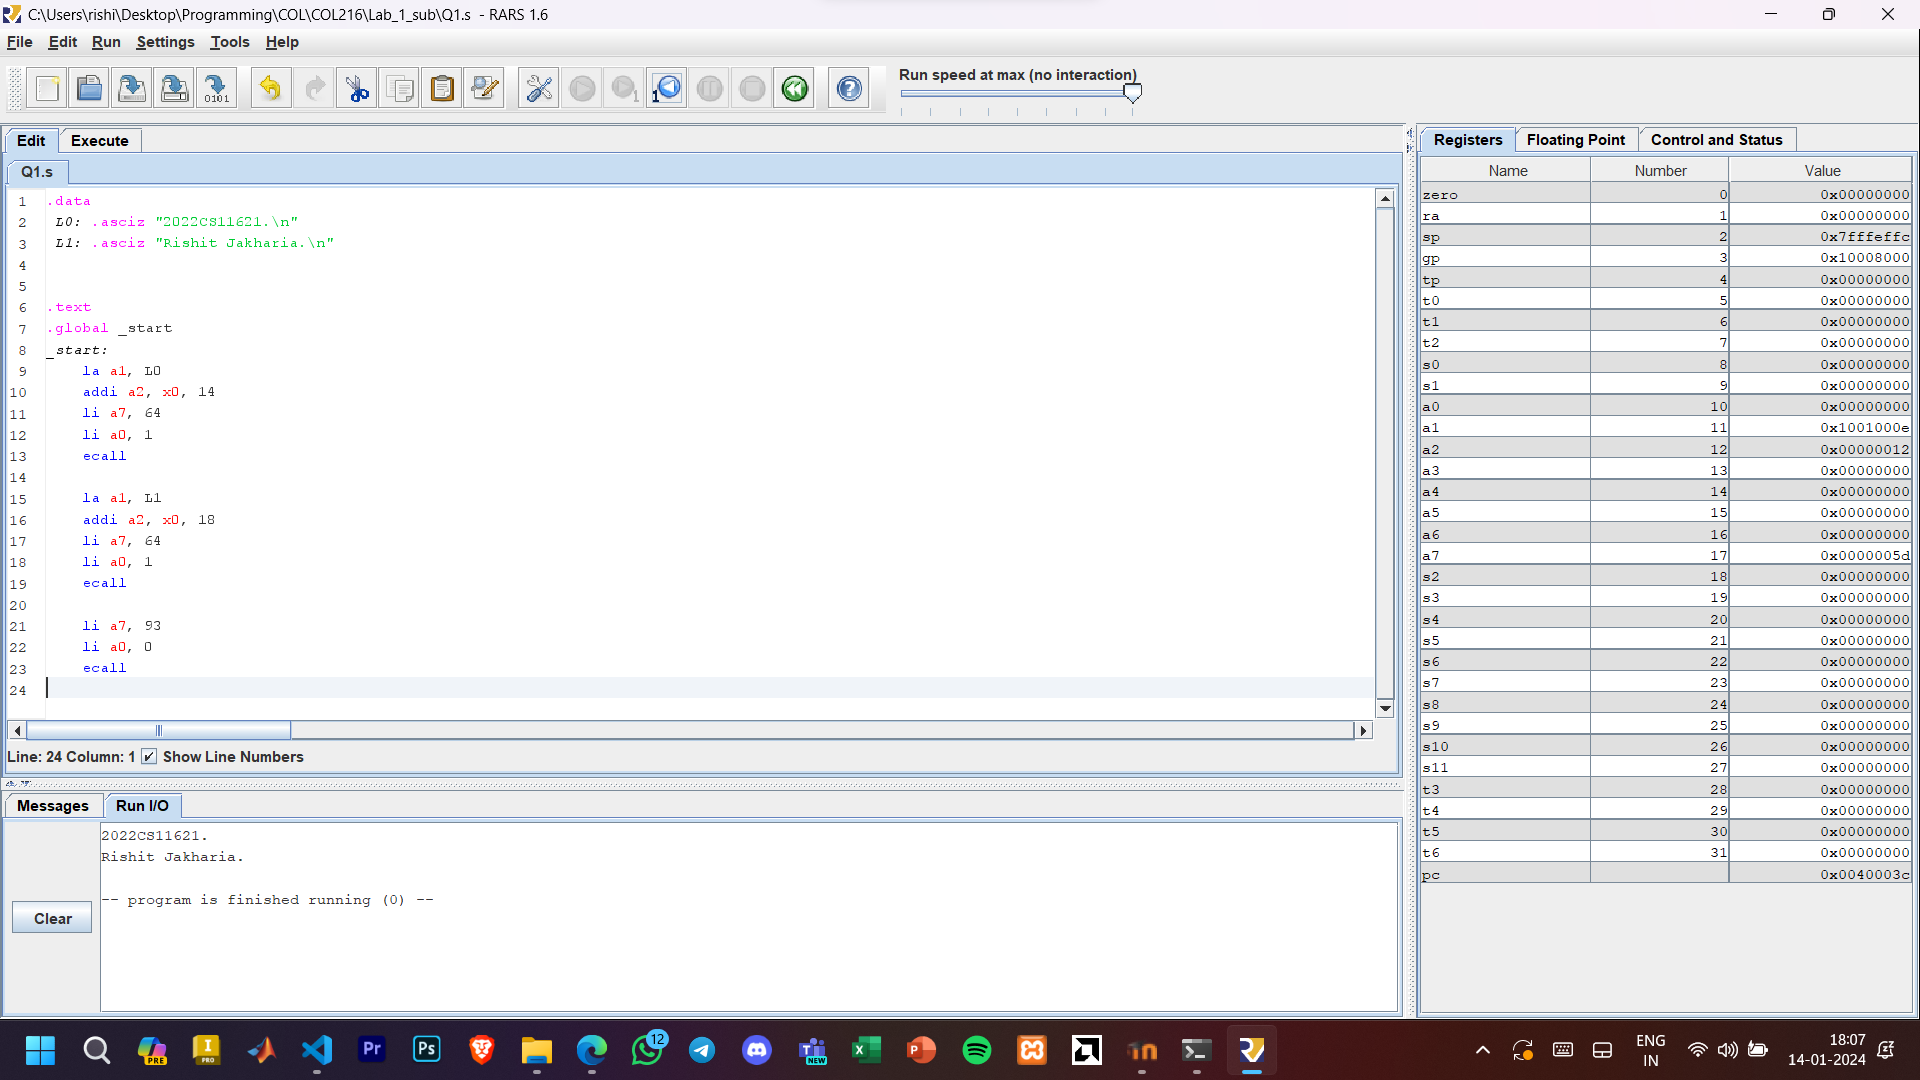 C:\Users\rishi\Desktop\Programming\COL\COL216\Lab_1_sub\Q1.s - RARS 1.6
File Edit Run Settings Tools Help
Run speed at max (no interaction)
Edit Execute
Q1.s
1 .data
2 L0: .asciz "2022CS11621.\n"
3 L1: .asciz "Rishit Jakharia.\n"
4
5
6 .text
7 .global _start
8 _start:
9 la a1, L0
10 addi a2, x0, 14
11 li a7, 64
12 li a0, 1
13 ecall
14
15 la a1, L1
16 addi a2, x0, 18
17 li a7, 64
18 li a0, 1
19 ecall
20
21 li a7, 93
22 li a0, 0
23 ecall
24
Line: 24 Column: 1 Show Line Numbers
Messages Run I/O
2022CS11621.
Rishit Jakharia.
-- program is finished running (0) --
Clear
Registers Floating Point Control and Status
Name Number Value
zero 0 0x00000000
ra 1 0x00000000
sp 2 0x7fffeffc
gp 3 0x10008000
tp 4 0x00000000
t0 5 0x00000000
t1 6 0x00000000
t2 7 0x00000000
s0 8 0x00000000
s1 9 0x00000000
a0 10 0x00000000
a1 11 0x1001000e
a2 12 0x00000012
a3 13 0x00000000
a4 14 0x00000000
a5 15 0x00000000
a6 16 0x00000000
a7 17 0x0000005d
s2 18 0x00000000
s3 19 0x00000000
s4 20 0x00000000
s5 21 0x00000000
s6 22 0x00000000
s7 23 0x00000000
s8 24 0x00000000
s9 25 0x00000000
s10 26 0x00000000
s11 27 0x00000000
t3 28 0x00000000
t4 29 0x00000000
t5 30 0x00000000
t6 31 0x00000000
pc 0x0040003c
12
ENG
IN
18:07
14-01-2024